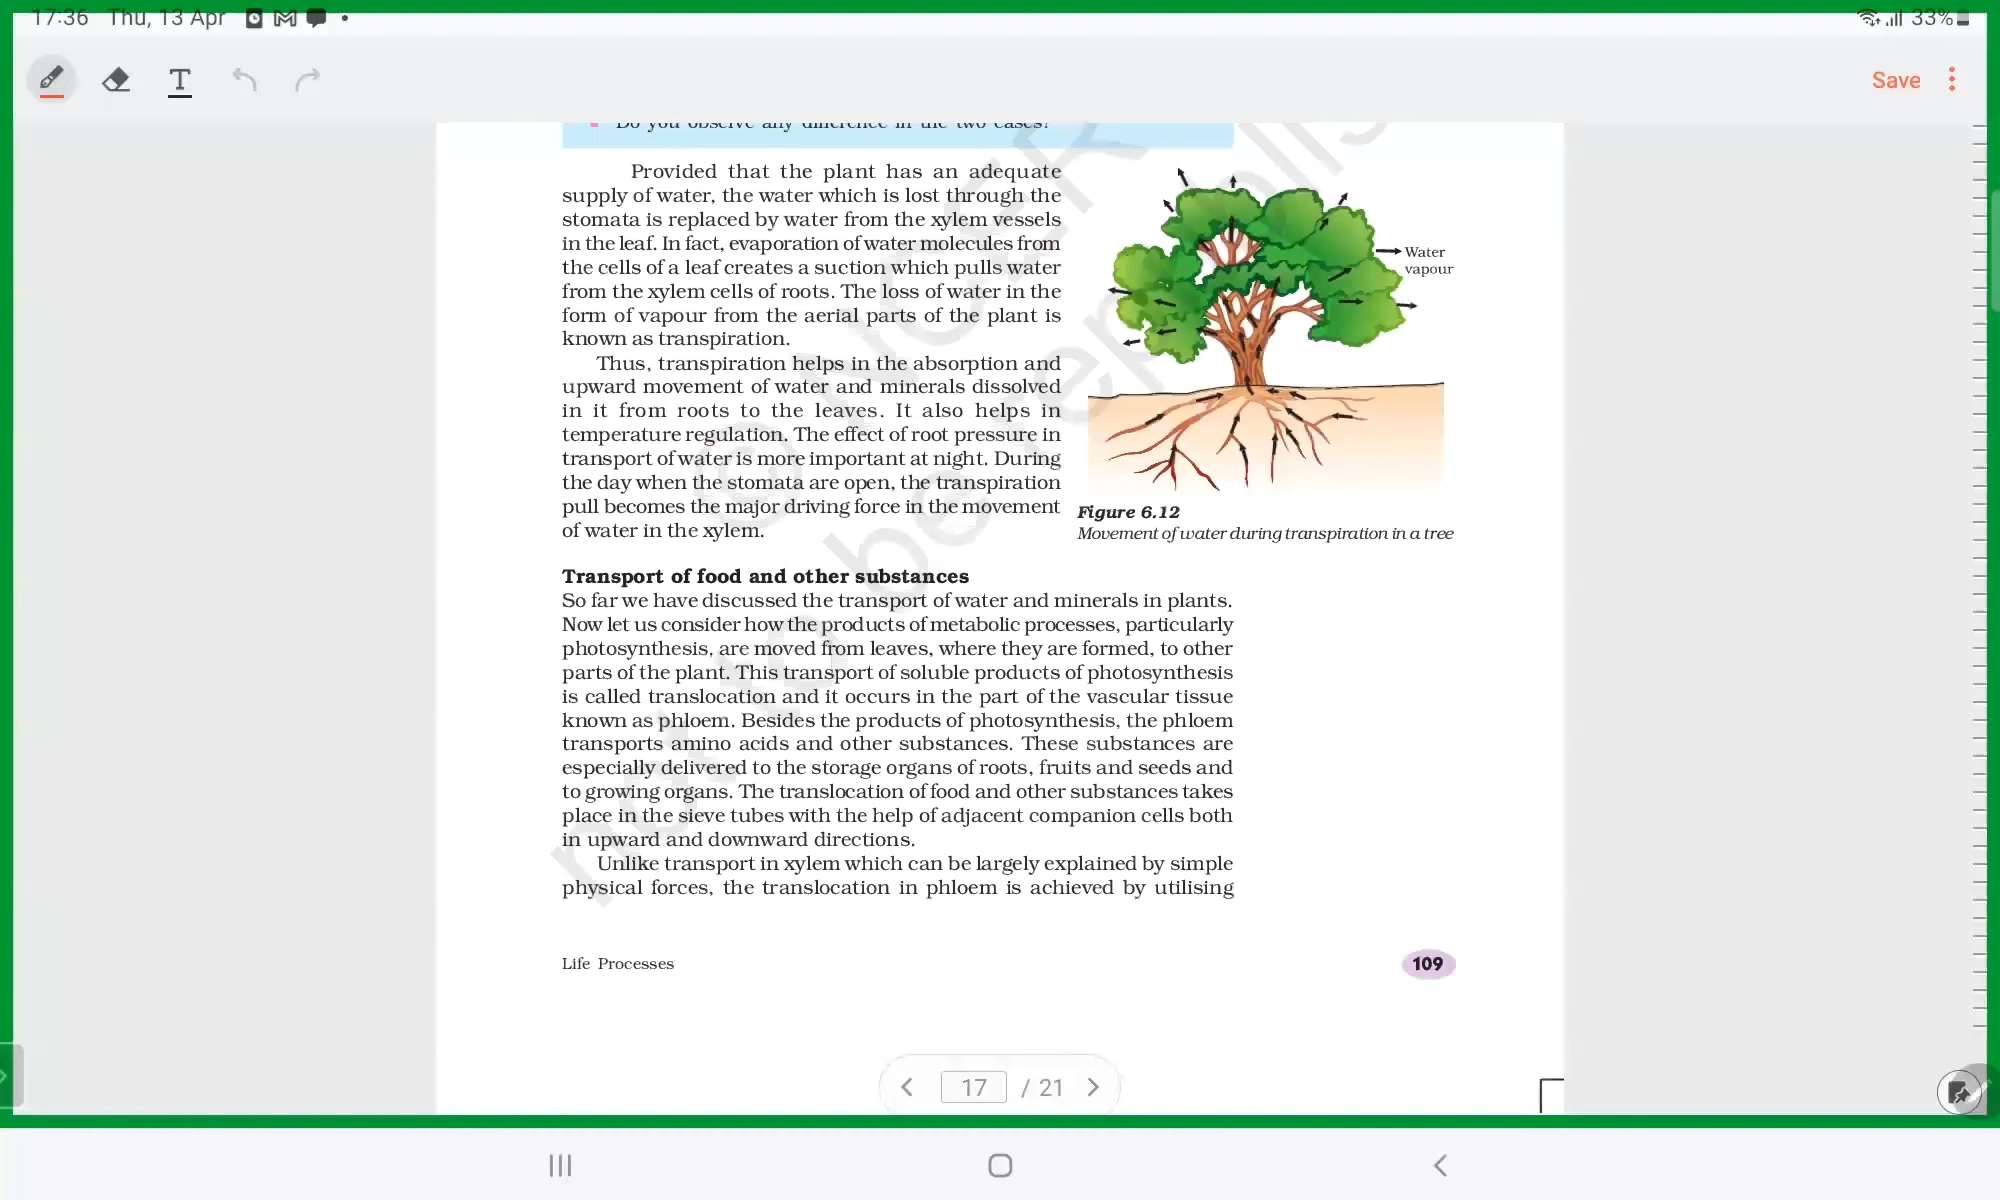 17:36 Thu, 13 Apr
33%
T
Save
Do you observe any difference in the two cases?
Provided that the plant has an adequate
supply of water, the water which is lost through the
stomata is replaced by water from the xylem vessels
in the leaf. In fact, evaporation of water molecules from
the cells of a leaf creates a suction which pulls water
from the xylem cells of roots. The loss of water in the
form of vapour from the aerial parts of the plant is
known as transpiration.
Thus, transpiration helps in the absorption and
upward movement of water and minerals dissolved
in it from roots to the leaves. It also helps in
temperature regulation. The effect of root pressure in
transport of water is more important at night. During
the day when the stomata are open, the transpiration
pull becomes the major driving force in the movement
of water in the xylem.
Water
vapour
Figure 6.12
Movement of water during transpiration in a tree
Transport of food and other substances
So far we have discussed the transport of water and minerals in plants.
Now let us consider how the products of metabolic processes, particularly
photosynthesis, are moved from leaves, where they are formed, to other
parts of the plant. This transport of soluble products of photosynthesis
is called translocation and it occurs in the part of the vascular tissue
known as phloem. Besides the products of photosynthesis, the phloem
transports amino acids and other substances. These substances are
especially delivered to the storage organs of roots, fruits and seeds and
to growing organs. The translocation of food and other substances takes
place in the sieve tubes with the help of adjacent companion cells both
in upward and downward directions.
Unlike transport in xylem which can be largely explained by simple
physical forces, the translocation in phloem is achieved by utilising
Life Processes
109
17 / 21
© NCER
not to be republis